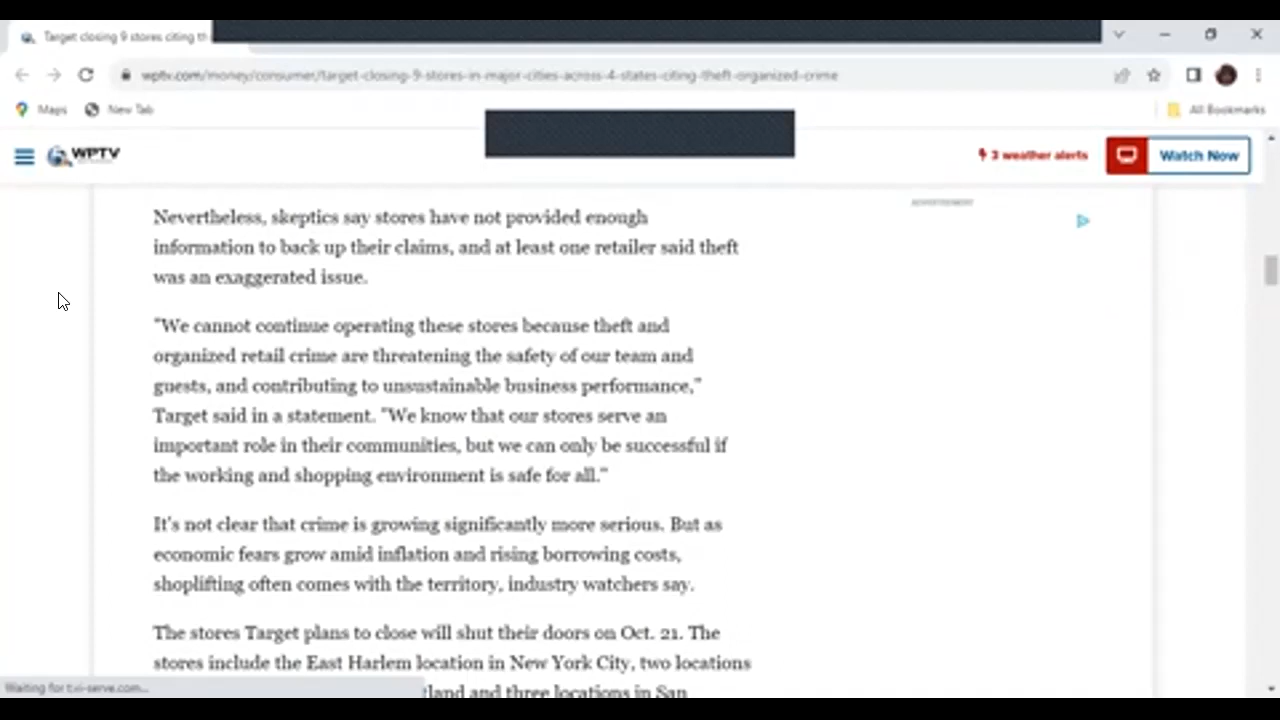 Target closing 9 stores citing th
wptv.com/money/consumer/target-closing-9-stores-in-major-cities-across-4-states-citing-theft-organized-crime
Maps
New Tab
All Bookmarks
WPTV
3 weather alerts
Watch Now
ADVERTISEMENT
Nevertheless, skeptics say stores have not provided enough
information to back up their claims, and at least one retailer said theft
was an exaggerated issue.
"We cannot continue operating these stores because theft and
organized retail crime are threatening the safety of our team and
guests, and contributing to unsustainable business performance,"
Target said in a statement. "We know that our stores serve an
important role in their communities, but we can only be successful if
the working and shopping environment is safe for all."
It's not clear that crime is growing significantly more serious. But as
economic fears grow amid inflation and rising borrowing costs,
shoplifting often comes with the territory, industry watchers say.
The stores Target plans to close will shut their doors on Oct. 21. The
stores include the East Harlem location in New York City, two locations
tland and three locations in San
Waiting for